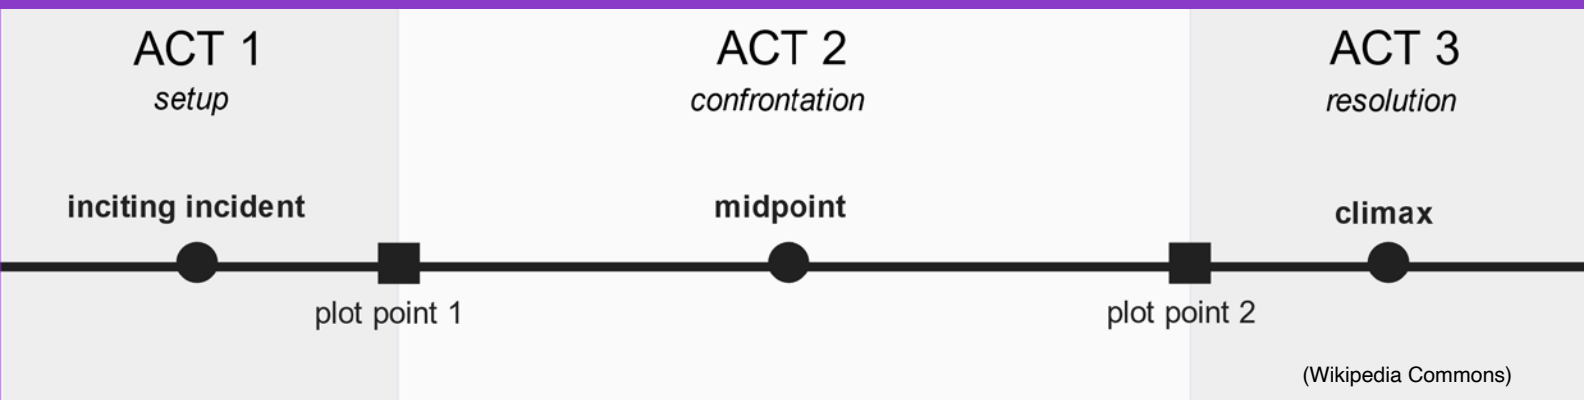 ACT 1
setup
ACT 2
confrontation
ACT 3
resolution
inciting incident
midpoint
climax
plot point 1
plot point 2
(Wikipedia Commons)